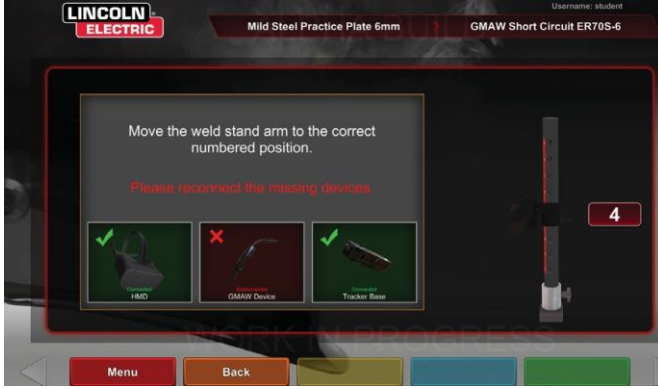 Username: student
LINCOLN
ELECTRIC
Mild Steel Practice Plate 6mm
GMAW Short Circuit ER70S-6
Move the weld stand arm to the correct
numbered position.
Please reconnect the missing devices.
Connected
HMD
Disconnected
GMAW Device
Connected
Tracker Base
4
WORK IN PROGRESS
Menu
Back